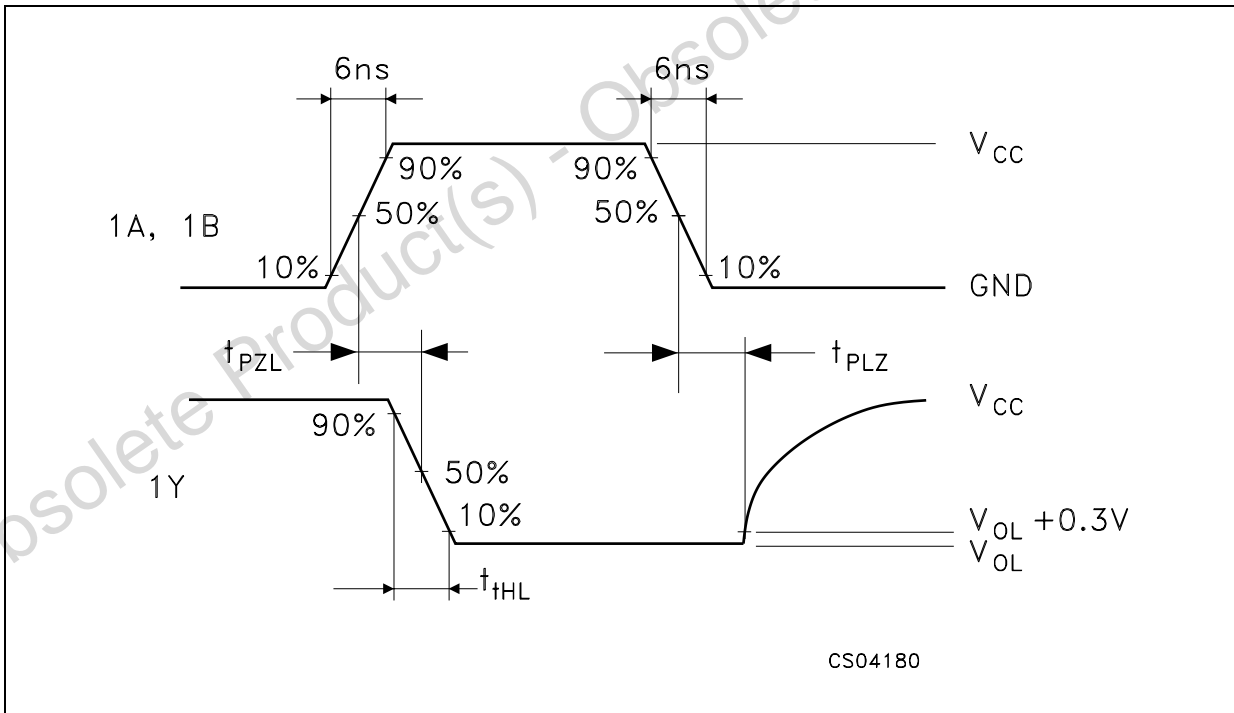 6ns 6ns
V_CC
90% 90%
50% 50%
1A, 1B
10% 10%
GND
t_PZL t_PLZ
V_CC
90%
50%
1Y
10%
V_OL +0.3V
V_OL
t_tHL
CS04180
bsolete Product(s) - Obsolete